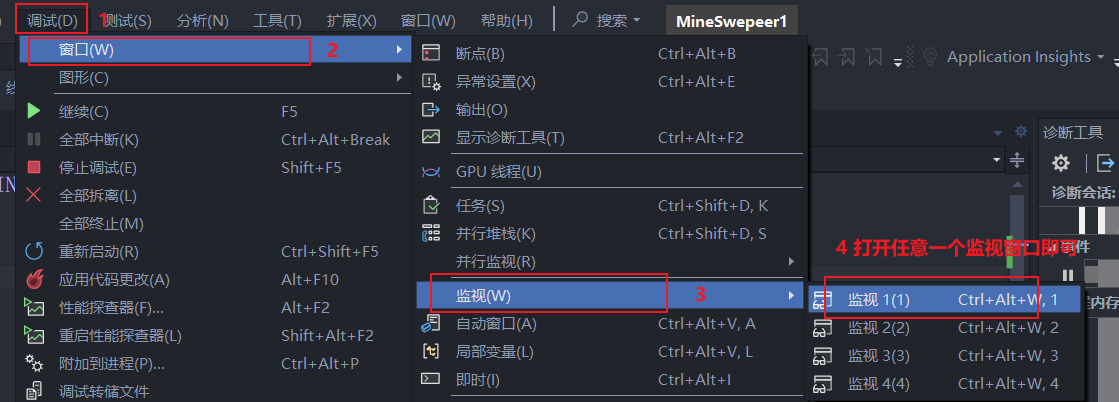 调试(D) 1 测试(S) 分析(N) 工具(T) 扩展(X) 窗口(W) 帮助(H) 搜索 MineSwepeer1
窗口(W) 2
图形(C)
继续(C) F5
全部中断(K) Ctrl+Alt+Break
停止调试(E) Shift+F5
全部拆离(L)
全部终止(M)
重新启动(R) Ctrl+Shift+F5
应用代码更改(A) Alt+F10
性能探查器(F)... Alt+F2
重启性能探查器(L) Shift+Alt+F2
附加到进程(P)... Ctrl+Alt+P
调试转储文件
断点(B) Ctrl+Alt+B
异常设置(X) Ctrl+Alt+E
输出(O)
显示诊断工具(T) Ctrl+Alt+F2
GPU 线程(U)
任务(S) Ctrl+Shift+D, K
并行堆栈(K) Ctrl+Shift+D, S
并行监视(R)
监视(W) 3
自动窗口(A) Ctrl+Alt+V, A
局部变量(L) Ctrl+Alt+V, L
即时(I) Ctrl+Alt+I
4 打开任意一个监视窗口即可
监视 1(1) Ctrl+Alt+W, 1
监视 2(2) Ctrl+Alt+W, 2
监视 3(3) Ctrl+Alt+W, 3
监视 4(4) Ctrl+Alt+W, 4
Application Insights
诊断工具
诊断会话:
事件
程内存
IN